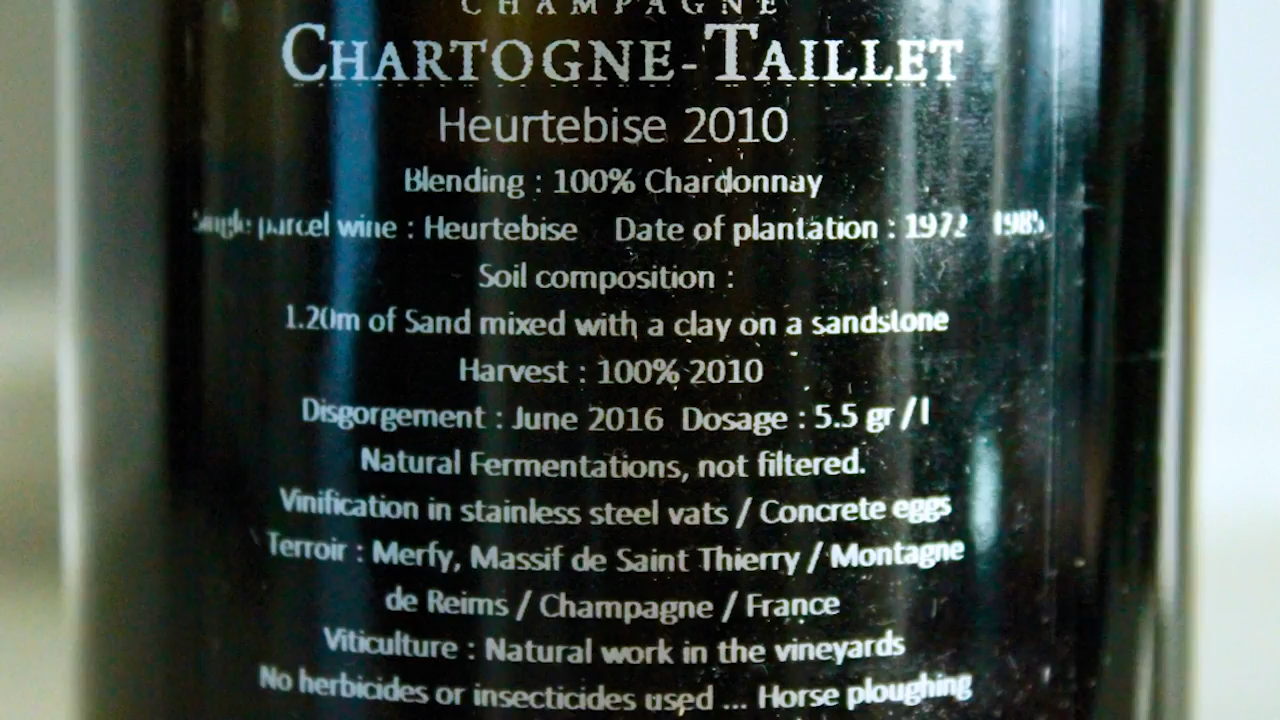 CHAMPAGNE
CHARTOGNE-TAILLET
Heurtebise 2010
Blending : 100% Chardonnay
Single parcel wine : Heurtebise Date of plantation : 1972 1985
Soil composition :
1.20m of Sand mixed with a clay on a sandstone
Harvest : 100% 2010
Disgorgement : June 2016 Dosage : 5.5 gr / l
Natural Fermentations, not filtered.
Vinification in stainless steel vats / Concrete eggs
Terroir : Merfy, Massif de Saint Thierry / Montagne
de Reims / Champagne / France
Viticulture : Natural work in the vineyards
No herbicides or insecticides used ... Horse ploughing